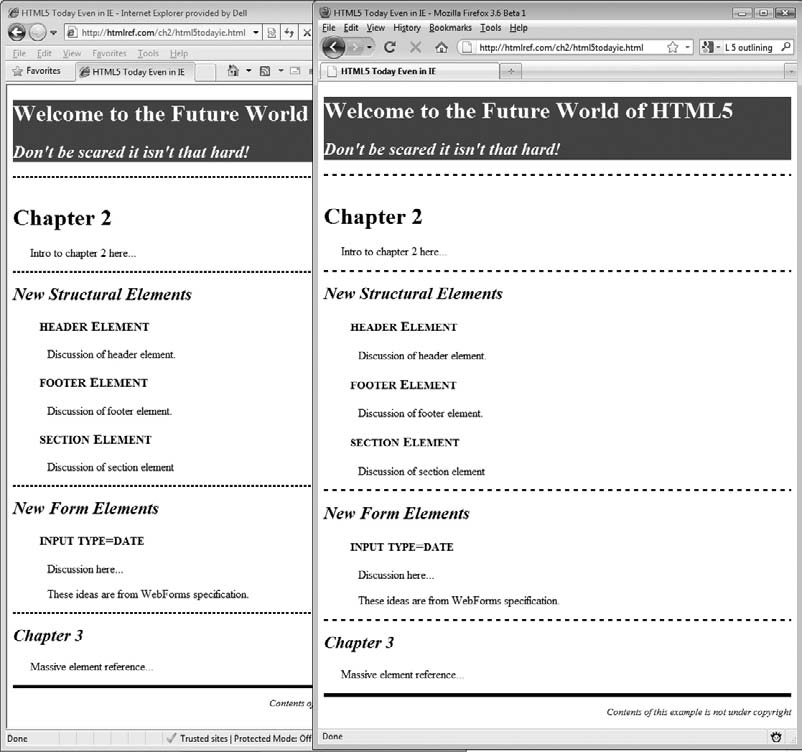 HTML5 Today Even in IE - Internet Explorer provided by Dell
http://htmlref.com/ch2/html5todayie.html
File Edit View Favorites Tools Help
Favorites HTML5 Today Even in IE
Welcome to the Future World
Don't be scared it isn't that hard!
Chapter 2
Intro to chapter 2 here...
New Structural Elements
HEADER ELEMENT
Discussion of header element.
FOOTER ELEMENT
Discussion of footer element.
SECTION ELEMENT
Discussion of section element
New Form Elements
INPUT TYPE=DATE
Discussion here...
These ideas are from WebForms specification.
Chapter 3
Massive element reference...
Contents of
Done Trusted sites | Protected Mode: Off
HTML5 Today Even in IE - Mozilla Firefox 3.6 Beta 1
File Edit View History Bookmarks Tools Help
http://htmlref.com/ch2/html5todayie.html L 5 outlining
HTML5 Today Even in IE
Welcome to the Future World of HTML5
Don't be scared it isn't that hard!
Chapter 2
Intro to chapter 2 here...
New Structural Elements
HEADER ELEMENT
Discussion of header element.
FOOTER ELEMENT
Discussion of footer element.
SECTION ELEMENT
Discussion of section element
New Form Elements
INPUT TYPE=DATE
Discussion here...
These ideas are from WebForms specification.
Chapter 3
Massive element reference...
Contents of this example is not under copyright
Done